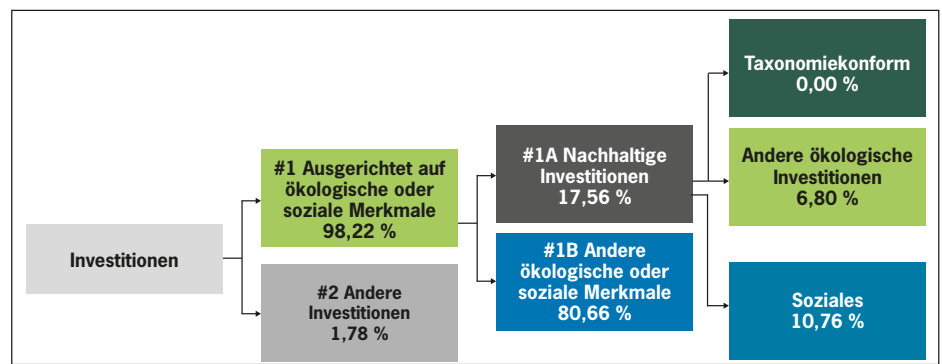 Investitionen
#1 Ausgerichtet auf
ökologische oder
soziale Merkmale
98,22 %
#2 Andere
Investitionen
1,78 %
#1A Nachhaltige
Investitionen
17,56 %
#1B Andere
ökologische oder
soziale Merkmale
80,66 %
Taxonomiekonform
0,00 %
Andere ökologische
Investitionen
6,80 %
Soziales
10,76 %